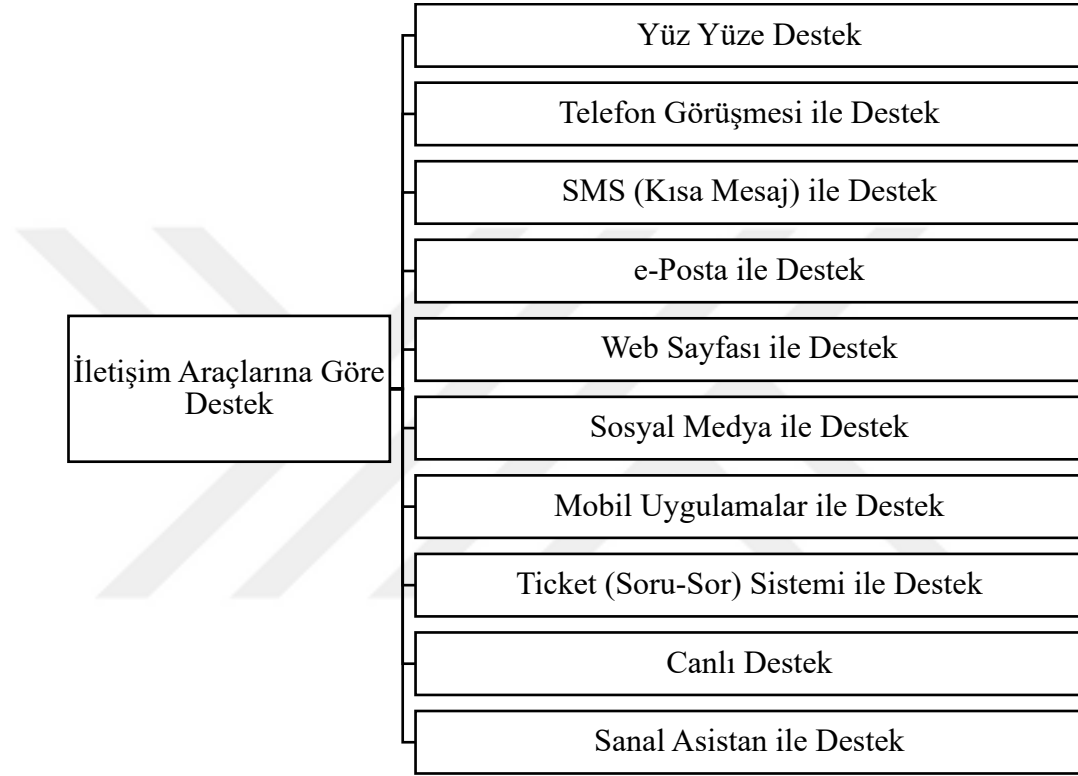 Yüz Yüze Destek
Telefon Görüşmesi ile Destek
SMS (Kısa Mesaj) ile Destek
e-Posta ile Destek
İletişim Araçlarına Göre
Destek
Web Sayfası ile Destek
Sosyal Medya ile Destek
Mobil Uygulamalar ile Destek
Ticket (Soru-Sor) Sistemi ile Destek
Canlı Destek
Sanal Asistan ile Destek